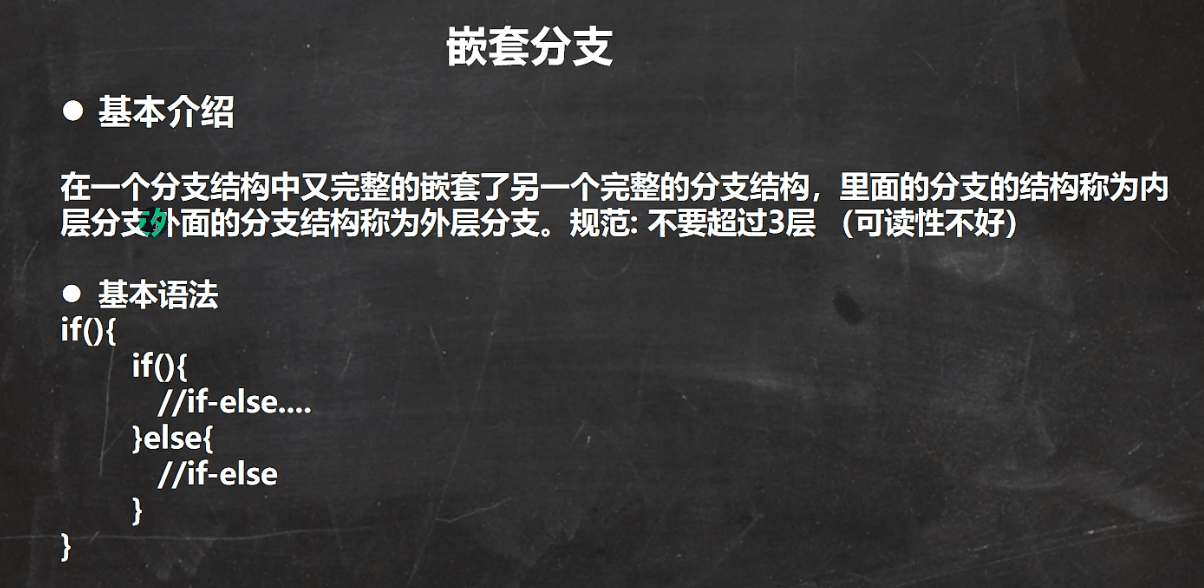 嵌套分支
● 基本介绍
在一个分支结构中又完整的嵌套了另一个完整的分支结构，里面的分支的结构称为内
层分支外面的分支结构称为外层分支。规范: 不要超过3层 （可读性不好）
● 基本语法
if(){
if(){
//if-else....
}else{
//if-else
}
}